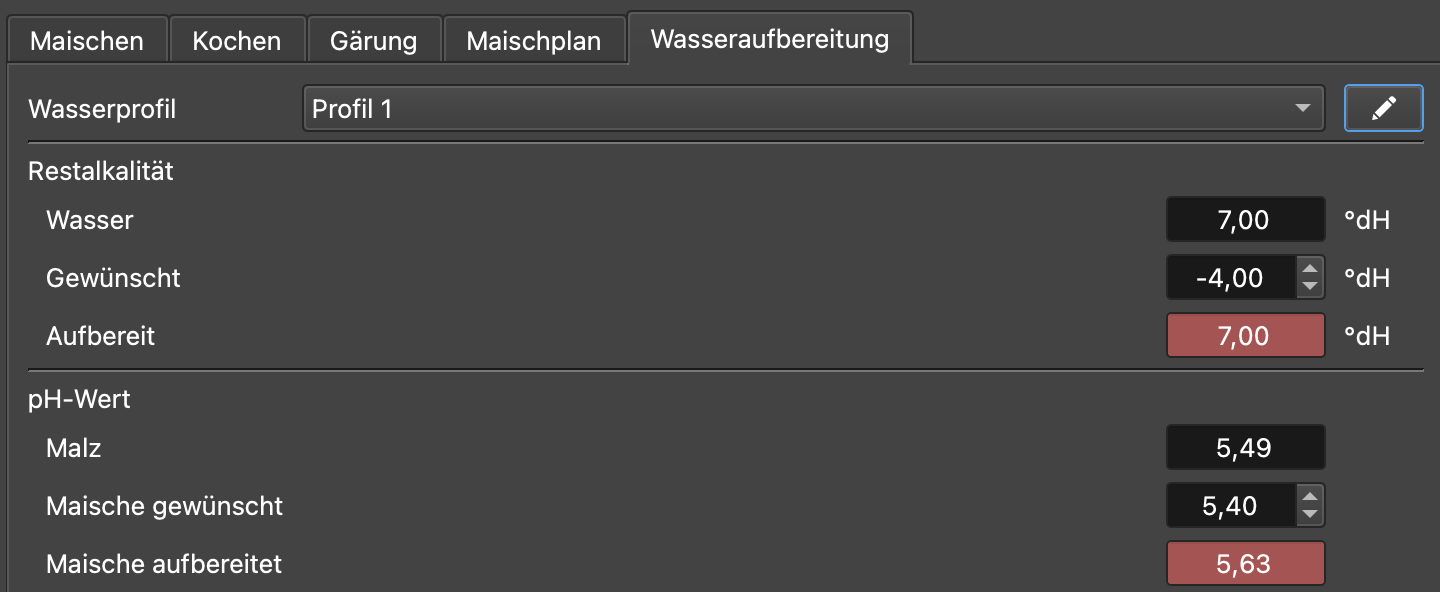 Maischen Kochen Gärung Maischplan Wasseraufbereitung
Wasserprofil Profil 1
Restalkalität
Wasser 7,00 °dH
Gewünscht -4,00 °dH
Aufbereit 7,00 °dH
pH-Wert
Malz 5,49
Maische gewünscht 5,40
Maische aufbereitet 5,63